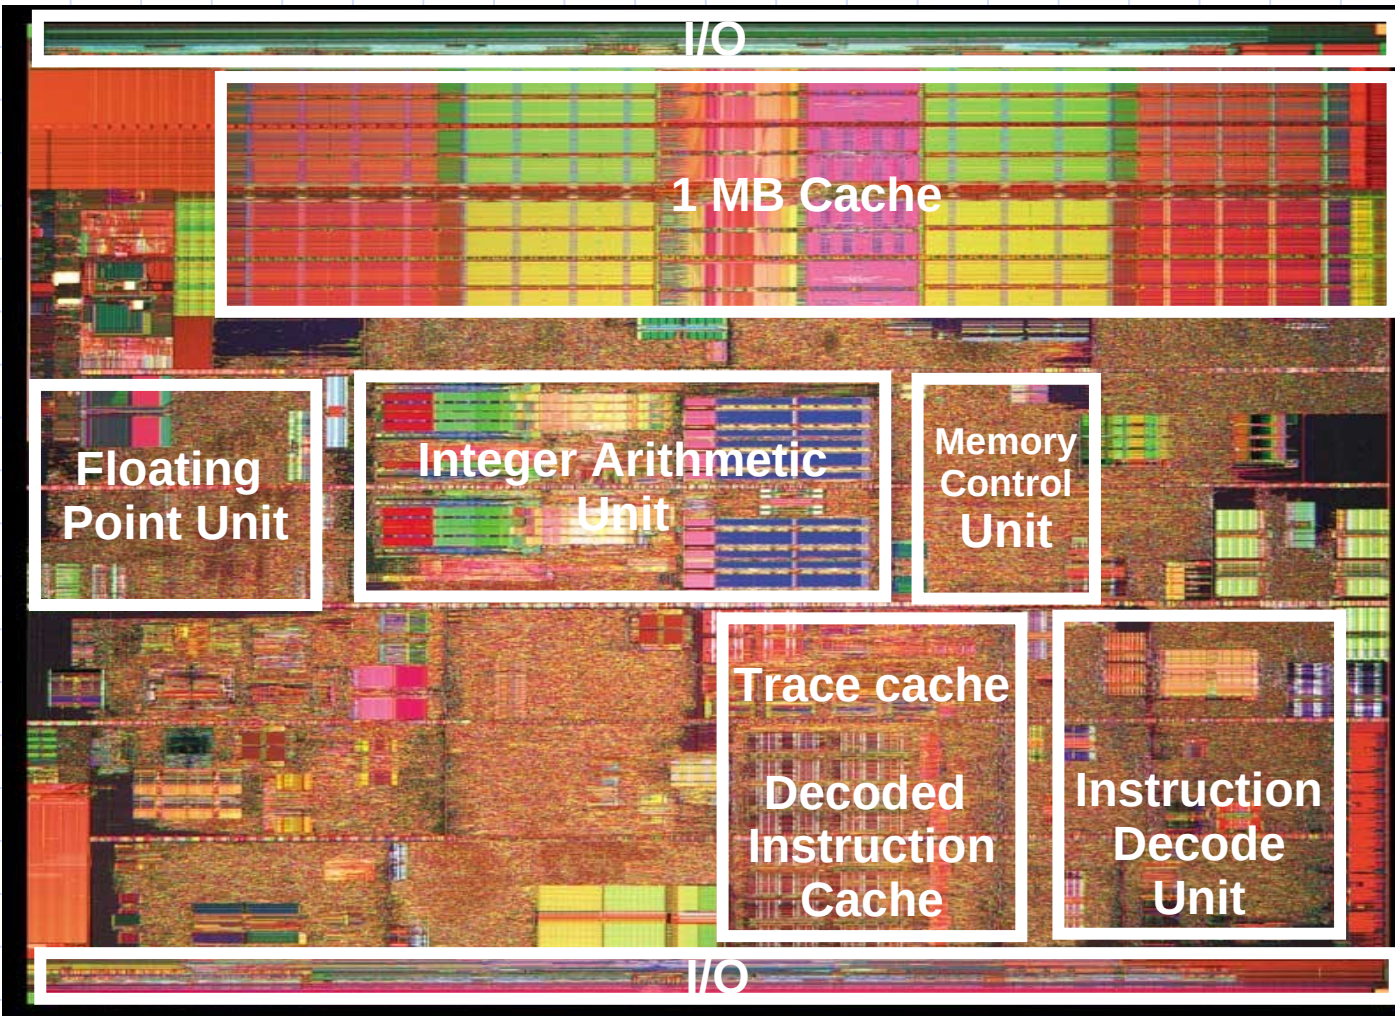 I/O
1 MB Cache
Floating
Point Unit
Integer Arithmetic
Unit
Memory
Control
Unit
Trace cache
Decoded
Instruction
Cache
Instruction
Decode
Unit
I/O